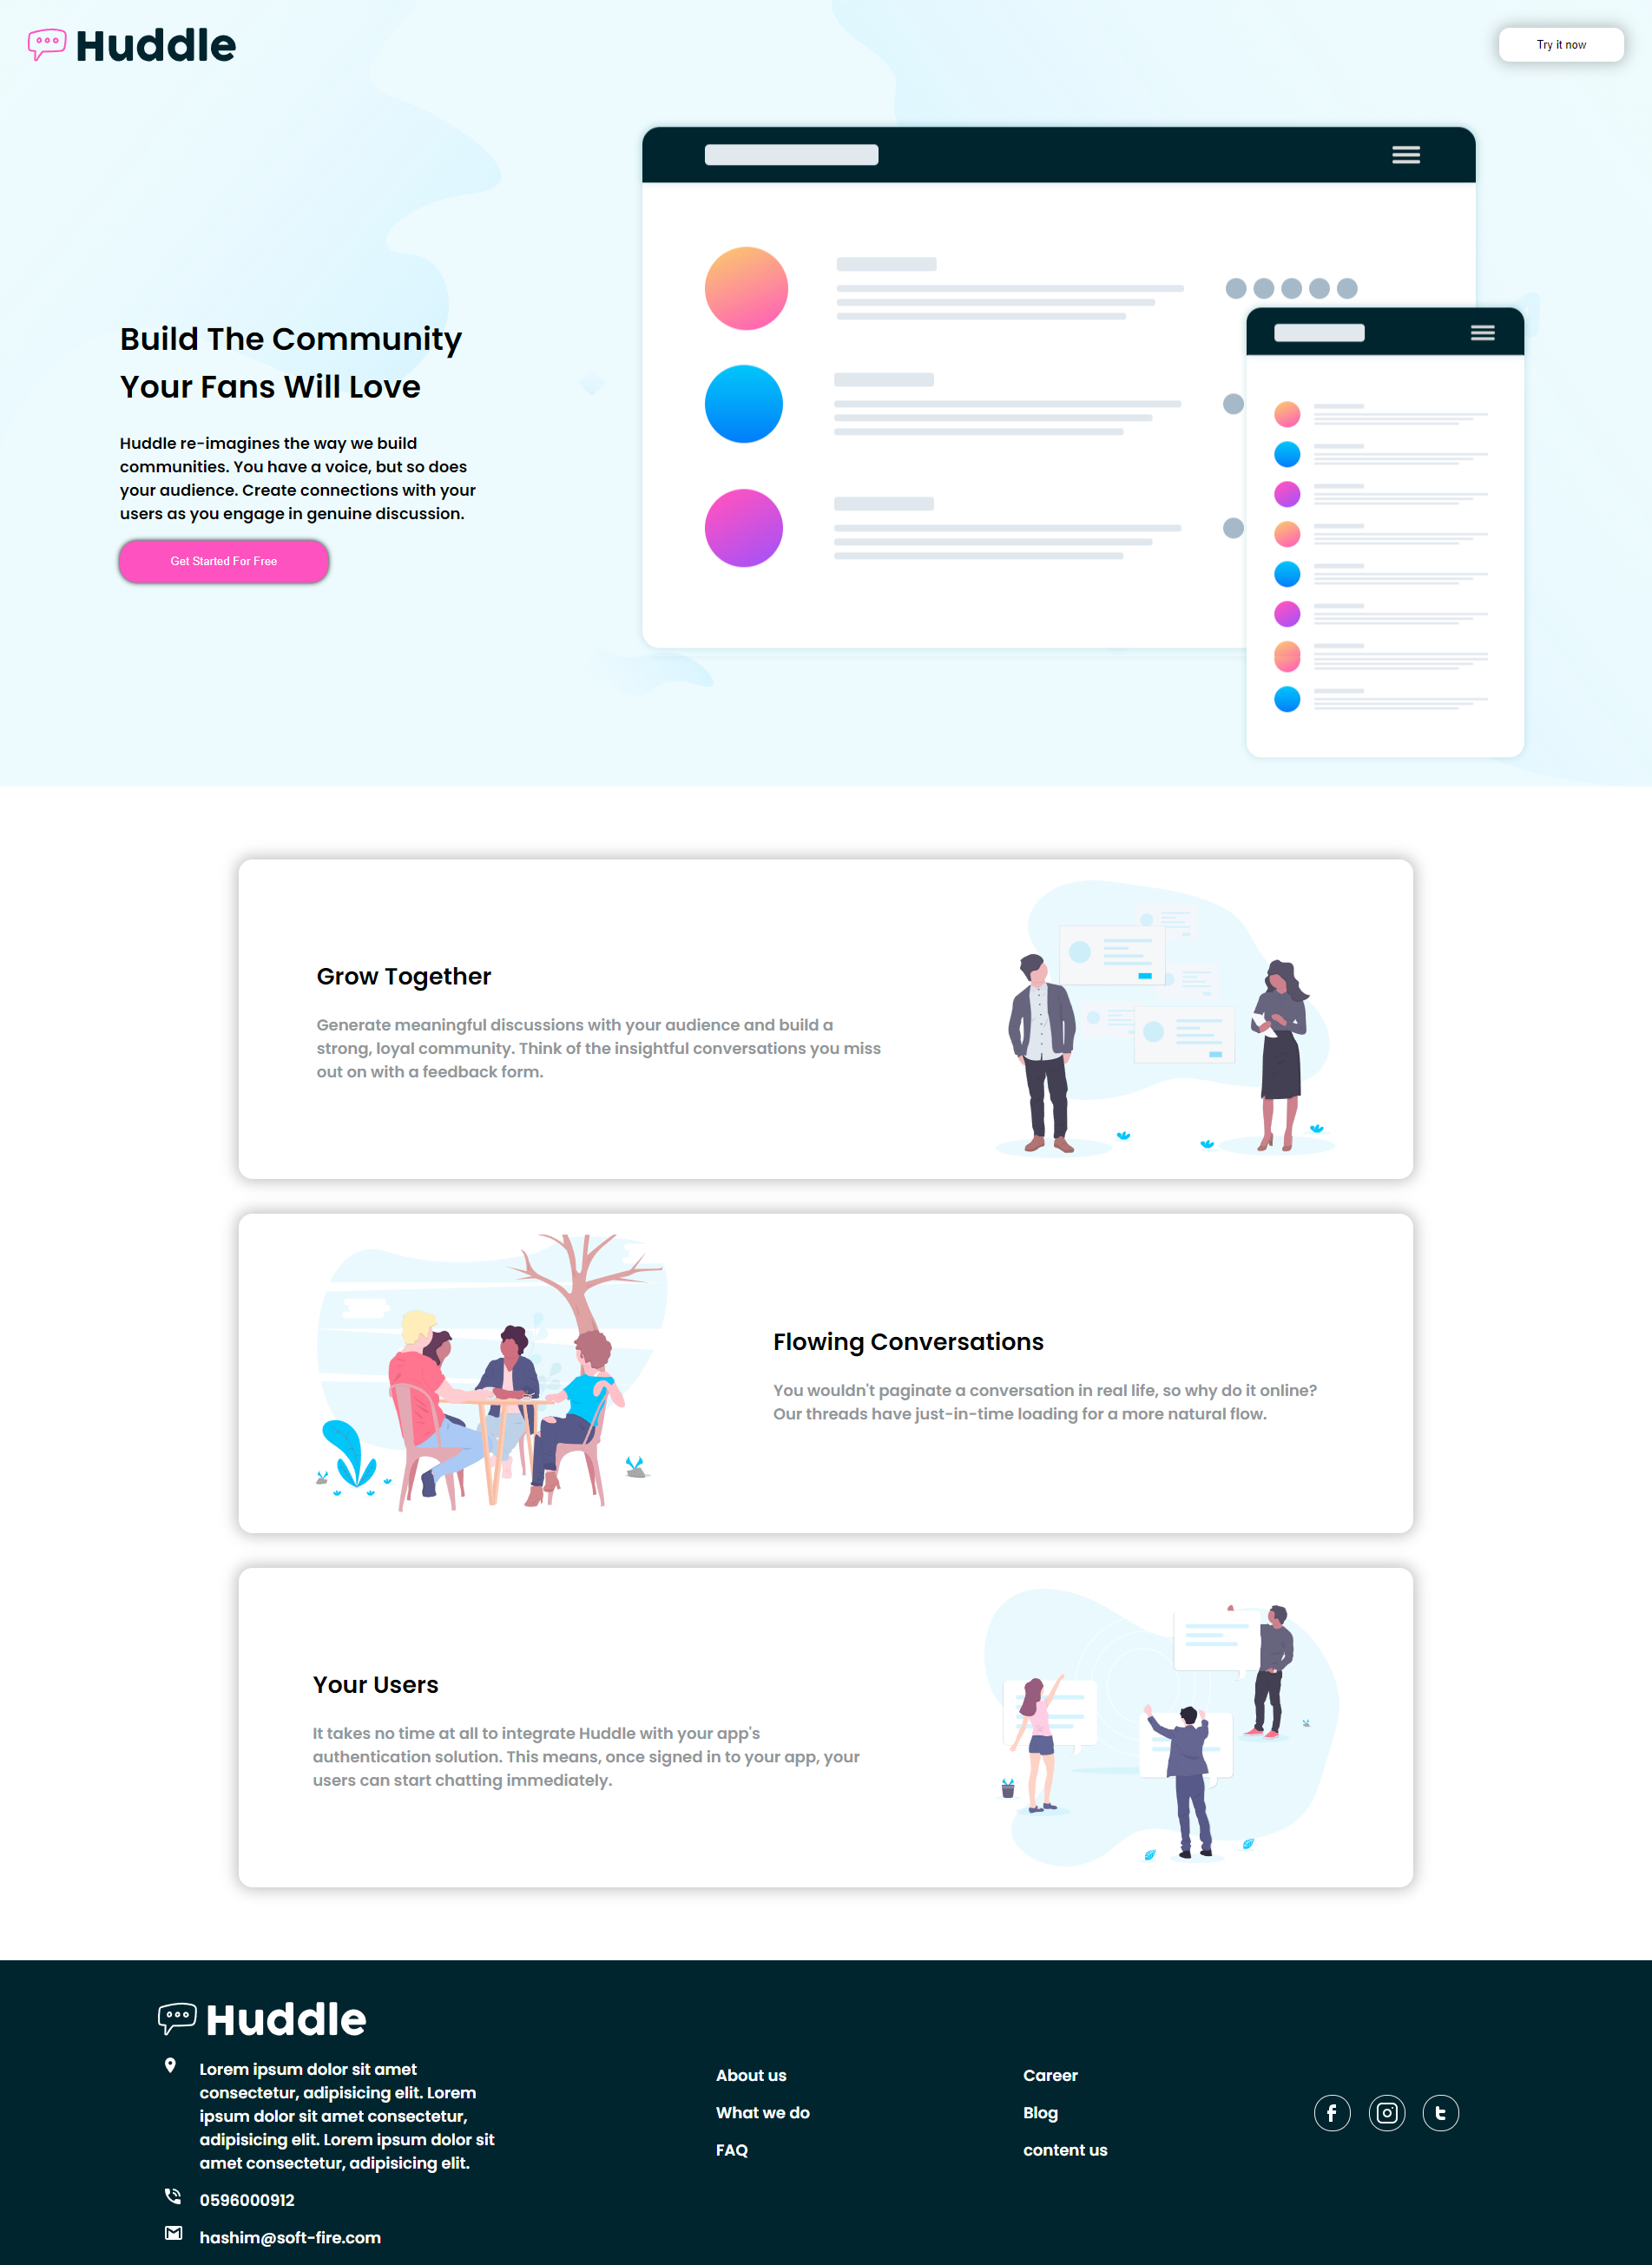 Huddle
Try it now
Build The Community
Your Fans Will Love
Huddle re-imagines the way we build
communities. You have a voice, but so does
your audience. Create connections with your
users as you engage in genuine discussion.
Get Started For Free
Grow Together
Generate meaningful discussions with your audience and build a
strong, loyal community. Think of the insightful conversations you miss
out on with a feedback form.
Flowing Conversations
You wouldn't paginate a conversation in real life, so why do it online?
Our threads have just-in-time loading for a more natural flow.
Your Users
It takes no time at all to integrate Huddle with your app's
authentication solution. This means, once signed in to your app, your
users can start chatting immediately.
Huddle
Lorem ipsum dolor sit amet
consectetur, adipisicing elit. Lorem
ipsum dolor sit amet consectetur,
adipisicing elit. Lorem ipsum dolor sit
amet consectetur, adipisicing elit.
0596000912
hashim@soft-fire.com
About us
What we do
FAQ
Career
Blog
content us